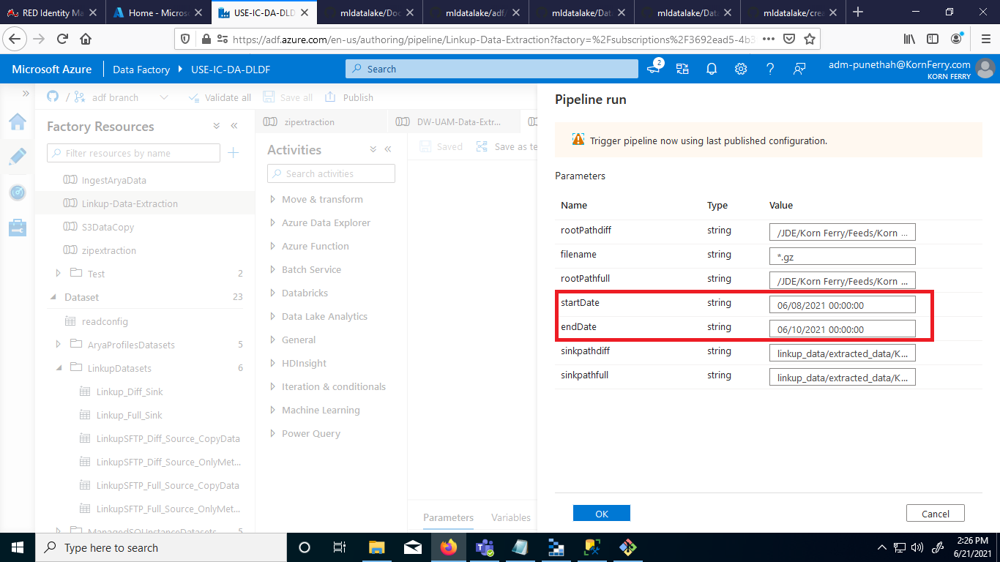 RED Identity Ma
Home - Microso
USE-IC-DA-DLD
mldatalake/Doc
mldatalake/adf/
mldatalake/Data
mldatalake/Data
mldatalake/crea
https://adf.azure.com/en-us/authoring/pipeline/Linkup-Data-Extraction?factory=%2Fsubscriptions%2F3692ead5-4b3
Microsoft Azure
Data Factory
USE-IC-DA-DLDF
Search
2
adm-punethah@KornFerry.com
KORN FERRY
/ adf branch
Validate all
Save all
Publish
Factory Resources
Filter resources by name
IngestAryaData
Linkup-Data-Extraction
S3DataCopy
zipextraction
Test 2
Dataset 23
readconfig
AryaProfilesDatasets 5
LinkupDatasets 6
Linkup_Diff_Sink
Linkup_Full_Sink
LinkupSFTP_Diff_Source_CopyData
LinkupSFTP_Diff_Source_OnlyMet...
LinkupSFTP_Full_Source_CopyData
LinkupSFTP_Full_Source_OnlyMet...
ManagedSQLInstanceDatasets 5
zipextraction
DW-UAM-Data-Extr...
Activities
Search activities
Move & transform
Azure Data Explorer
Azure Function
Batch Service
Databricks
Data Lake Analytics
General
HDInsight
Iteration & conditionals
Machine Learning
Power Query
Saved
Save as te
Parameters
Variables
Pipeline run
Trigger pipeline now using last published configuration.
Parameters
Name Type Value
rootPathdiff string /JDE/Korn Ferry/Feeds/Korn ...
filename string *.gz
rootPathfull string /JDE/Korn Ferry/Feeds/Korn ...
startDate string 06/08/2021 00:00:00
endDate string 06/10/2021 00:00:00
sinkpathdiff string linkup_data/extracted_data/K...
sinkpathfull string linkup_data/extracted_data/K...
OK
Cancel
Type here to search
2:26 PM
6/21/2021